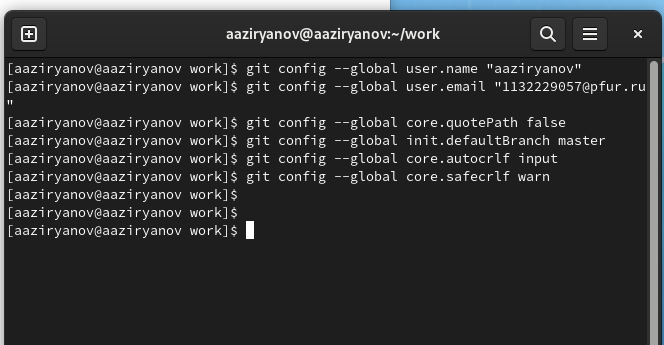 aaziryanov@aaziryanov:~/work
[aaziryanov@aaziryanov work]$ git config --global user.name "aaziryanov"
[aaziryanov@aaziryanov work]$ git config --global user.email "1132229057@pfur.ru
"
[aaziryanov@aaziryanov work]$ git config --global core.quotePath false
[aaziryanov@aaziryanov work]$ git config --global init.defaultBranch master
[aaziryanov@aaziryanov work]$ git config --global core.autocrlf input
[aaziryanov@aaziryanov work]$ git config --global core.safecrlf warn
[aaziryanov@aaziryanov work]$
[aaziryanov@aaziryanov work]$
[aaziryanov@aaziryanov work]$